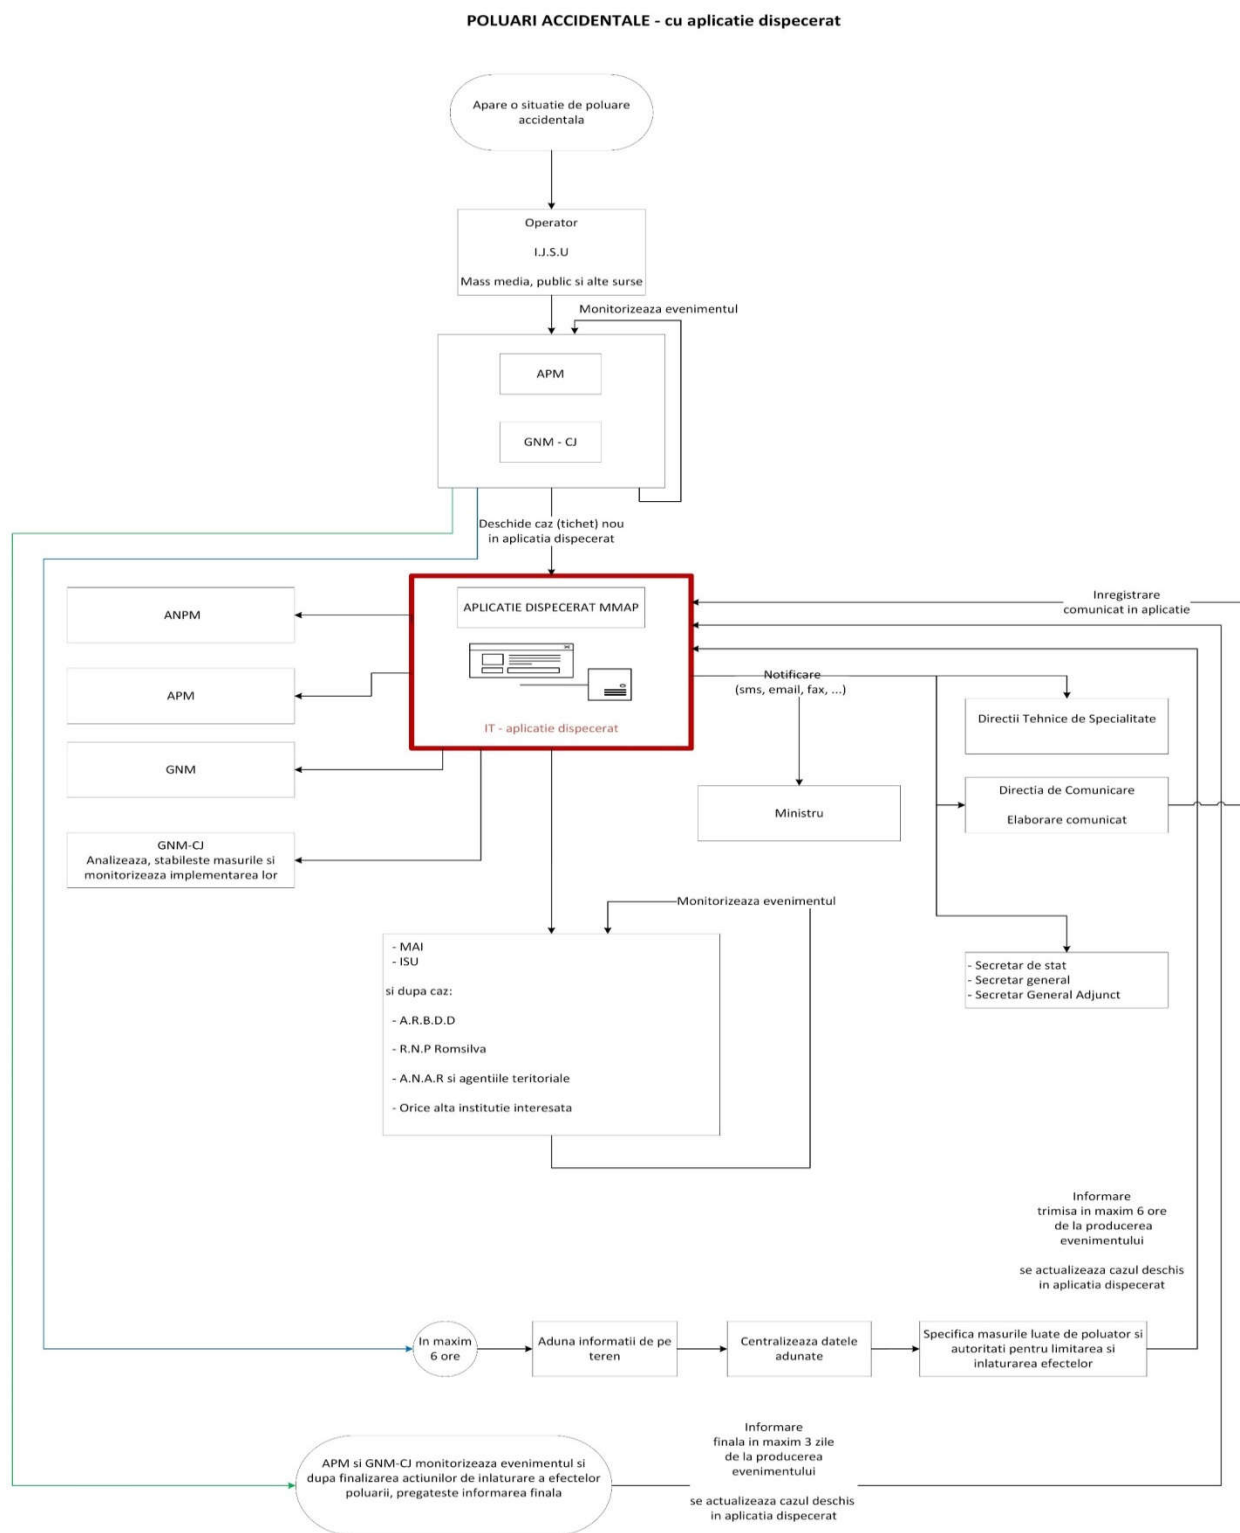 POLUARI ACCIDENTALE - cu aplicatie dispecerat
Apare o situatie de poluare
accidentala
Operator
I.J.S.U
Mass media, public si alte surse
Monitorizeaza evenimentul
APM
GNM - CJ
Deschide caz (tichet) nou
in aplicatia dispecerat
APLICATIE DISPECERAT MMAP
IT - aplicatie dispecerat
ANPM
APM
GNM
GNM-CJ
Analizeaza, stabileste masurile si
monitorizeaza implementarea lor
Inregistrare
comunicat in aplicatie
Notificare
(sms, email, fax, ...)
Directii Tehnice de Specialitate
Ministru
Directia de Comunicare
Elaborare comunicat
Monitorizeaza evenimentul
- MAI
- ISU
si dupa caz:
- A.R.B.D.D
- R.N.P Romsilva
- A.N.A.R si agentiile teritoriale
- Orice alta institutie interesata
- Secretar de stat
- Secretar general
- Secretar General Adjunct
Informare
trimisa in maxim 6 ore
de la producerea
evenimentului
se actualizeaza cazul deschis
in aplicatia dispecerat
In maxim
6 ore
Aduna informatii de pe
teren
Centralizeaza datele
adunate
Specifica masurile luate de poluator si
autoritati pentru limitarea si
inlaturarea efectelor
APM si GNM-CJ monitorizeaza evenimentul si
dupa finalizarea actiunilor de inlaturare a efectelor
poluarii, pregateste informarea finala
Informare
finala in maxim 3 zile
de la producerea
evenimentului
se actualizeaza cazul deschis
in aplicatia dispecerat